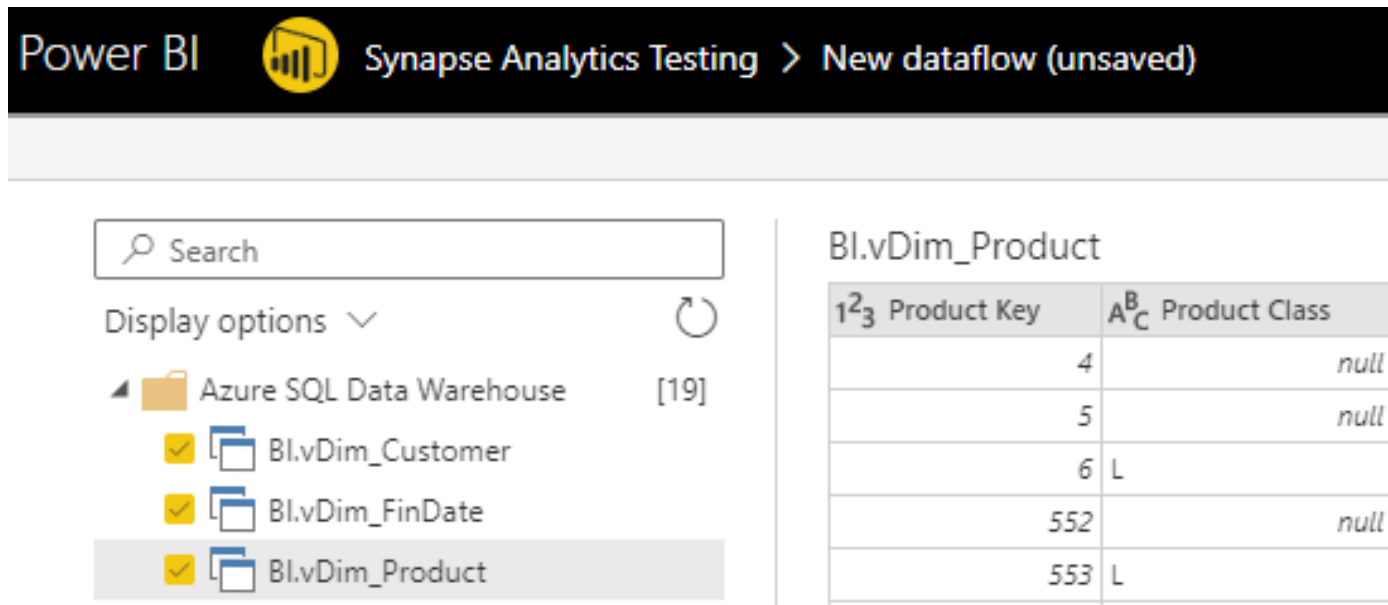 Power BI Synapse Analytics Testing > New dataflow (unsaved)
Search
Display options
Azure SQL Data Warehouse [19]
BI.vDim_Customer
BI.vDim_FinDate
BI.vDim_Product
BI.vDim_Product
123 Product Key ABC Product Class
4 null
5 null
6 L
552 null
553 L